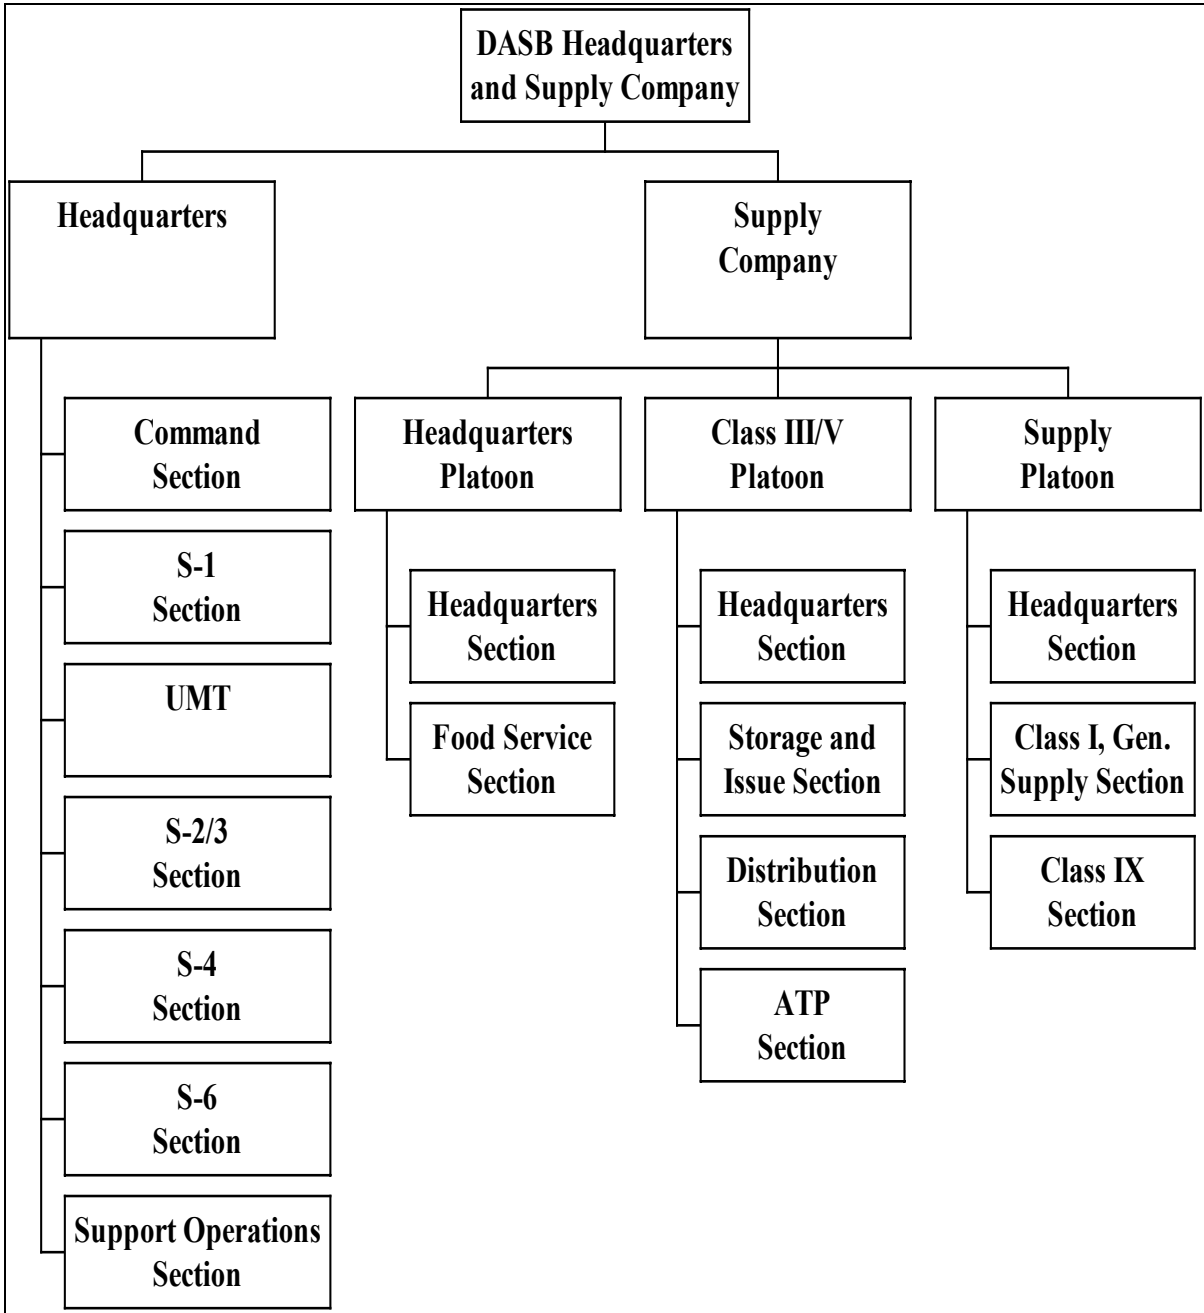 DASB Headquarters
and Supply Company
Headquarters
Supply
Company
Command
Section
S-1
Section
UMT
S-2/3
Section
S-4
Section
S-6
Section
Support Operations
Section
Headquarters
Platoon
Headquarters
Section
Food Service
Section
Class III/V
Platoon
Headquarters
Section
Storage and
Issue Section
Distribution
Section
ATP
Section
Supply
Platoon
Headquarters
Section
Class I, Gen.
Supply Section
Class IX
Section